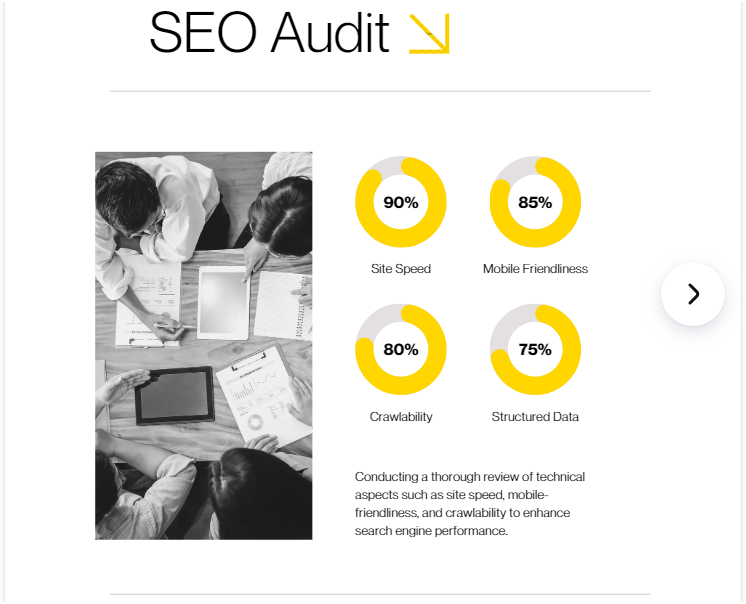 SEO Audit
90%
85%
Site Speed
Mobile Friendliness
80%
75%
Crawlability
Structured Data
Conducting a thorough review of technical
aspects such as site speed, mobile-
friendliness, and crawlability to enhance
search engine performance.